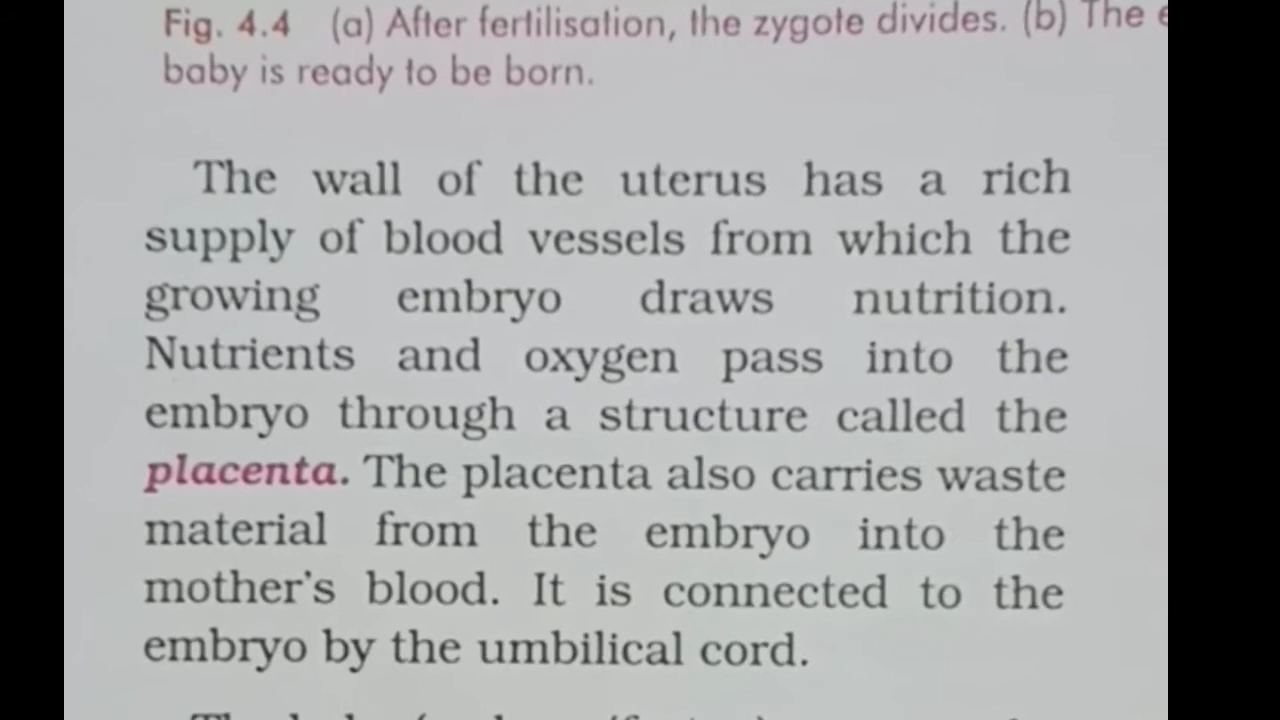 Fig. 4.4 (a) After fertilisation, the zygote divides. (b) The
baby is ready to be born.
The wall of the uterus has a rich
supply of blood vessels from which the
growing embryo draws nutrition.
Nutrients and oxygen pass into the
embryo through a structure called the
placenta. The placenta also carries waste
material from the embryo into the
mother's blood. It is connected to the
embryo by the umbilical cord.